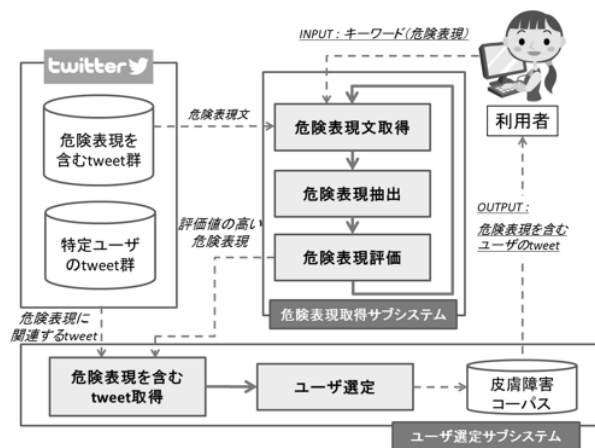 INPUT : キーワード(危険表現)
twitter
危険表現を
含むtweet群
危険表現文
危険表現文取得
利用者
危険表現抽出
特定ユーザ
のtweet群
評価値の高い
危険表現
危険表現評価
OUTPUT :
危険表現を含む
ユーザのtweet
危険表現取得サブシステム
危険表現に
関連するtweet
危険表現を含む
tweet取得
ユーザ選定
皮膚障害
コーパス
ユーザ選定サブシステム